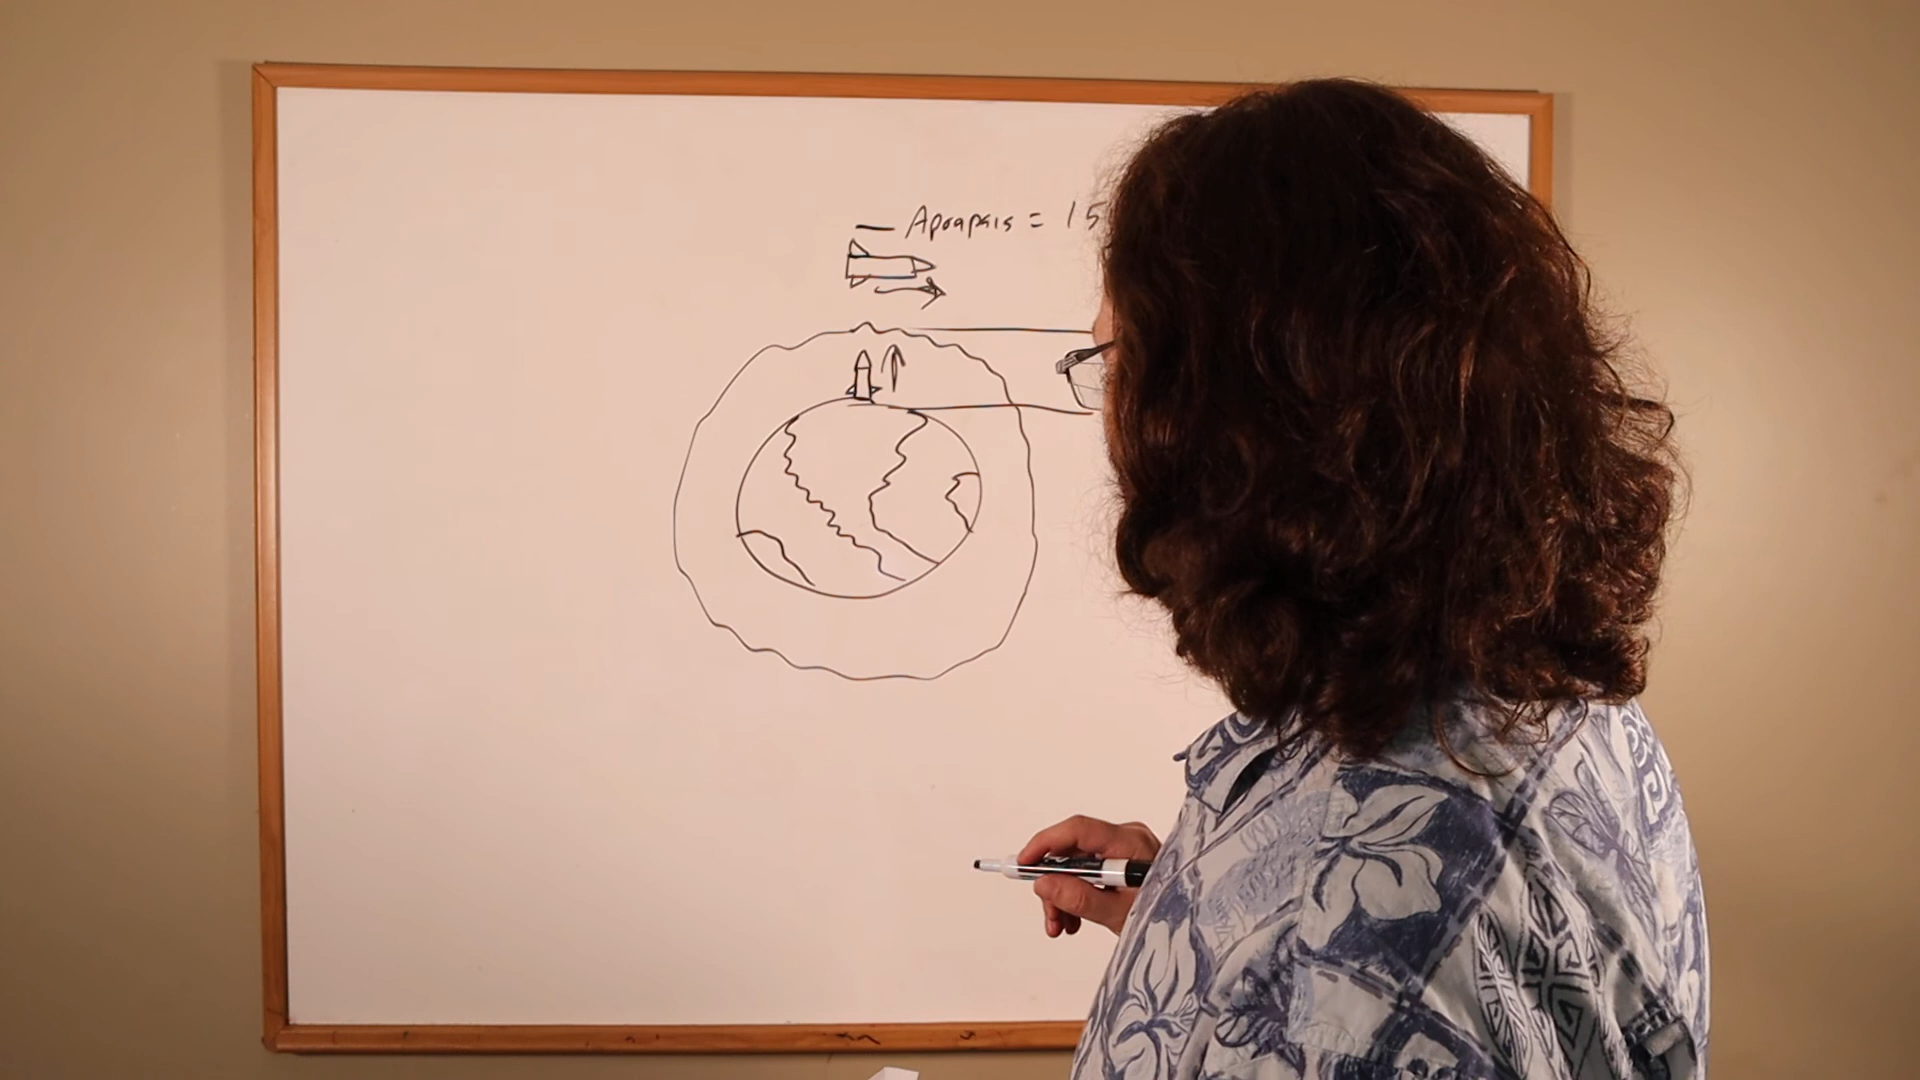 — Apoapsis = 15